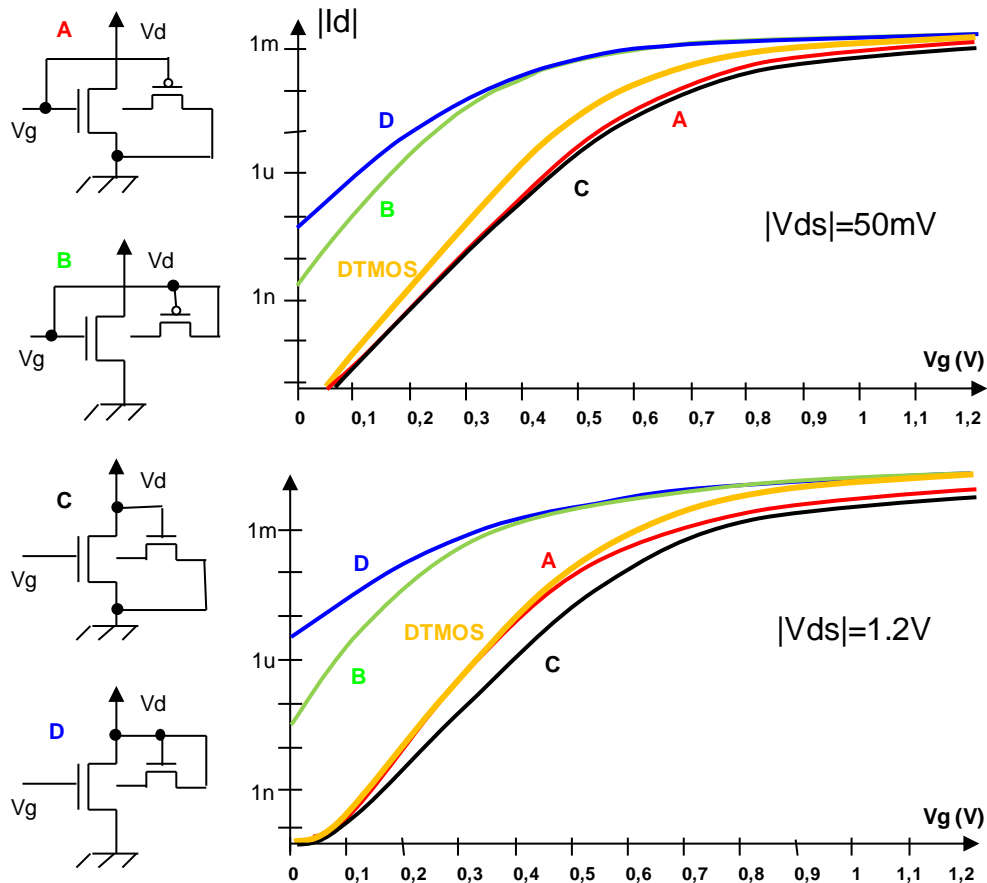 A
Vd
Vg
B
Vd
Vg
C
Vd
Vg
D
Vd
Vg
|Id|
1m
1u
1n
D
B
DTMOS
A
C
|Vds|=50mV
Vg (V)
0 0,1 0,2 0,3 0,4 0,5 0,6 0,7 0,8 0,9 1 1,1 1,2
1m
1u
1n
D
A
DTMOS
B
C
|Vds|=1.2V
Vg (V)
0 0,1 0,2 0,3 0,4 0,5 0,6 0,7 0,8 0,9 1 1,1 1,2